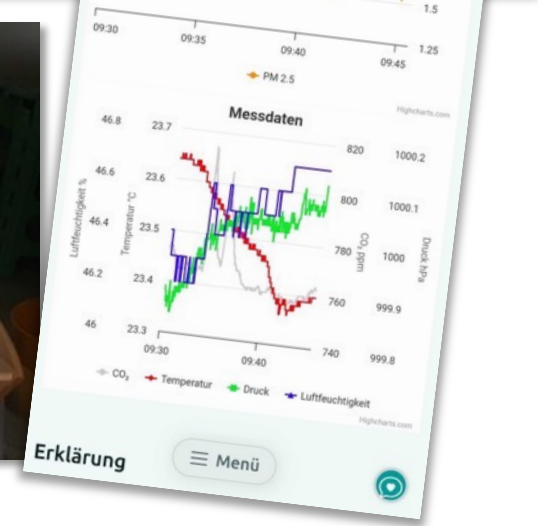 1.5
1.25
09:30
09:35
09:40
09:45
PM 2.5
Highcharts.com
Messdaten
46.8
46.6
46.4
46.2
46
Luftfeuchtigkeit %
23.7
23.6
23.5
23.4
23.3
Temperatur °C
820
800
780
760
740
CO₂ ppm
1000.2
1000.1
1000
999.9
999.8
Druck hPa
09:30
09:40
CO₂
Temperatur
Druck
Luftfeuchtigkeit
Highcharts.com
Erklärung
Menü